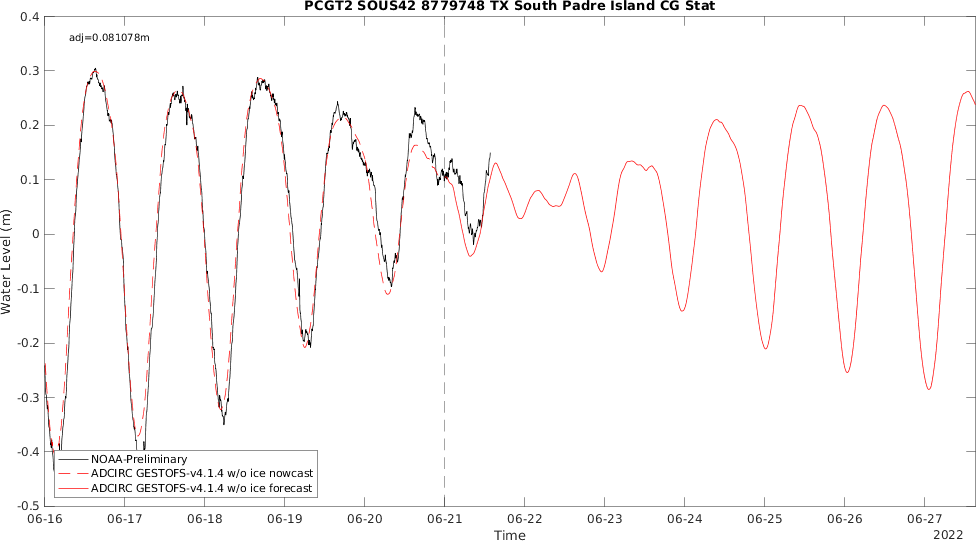 PCGT2 SOUS42 8779748 TX South Padre Island CG Stat
adj=0.081078m
0.4
0.3
0.2
0.1
0
-0.1
-0.2
-0.3
-0.4
-0.5
Water Level (m)
NOAA-Preliminary
ADCIRC GESTOFS-v4.1.4 w/o ice nowcast
ADCIRC GESTOFS-v4.1.4 w/o ice forecast
06-16 06-17 06-18 06-19 06-20 06-21 06-22 06-23 06-24 06-25 06-26 06-27
Time
2022